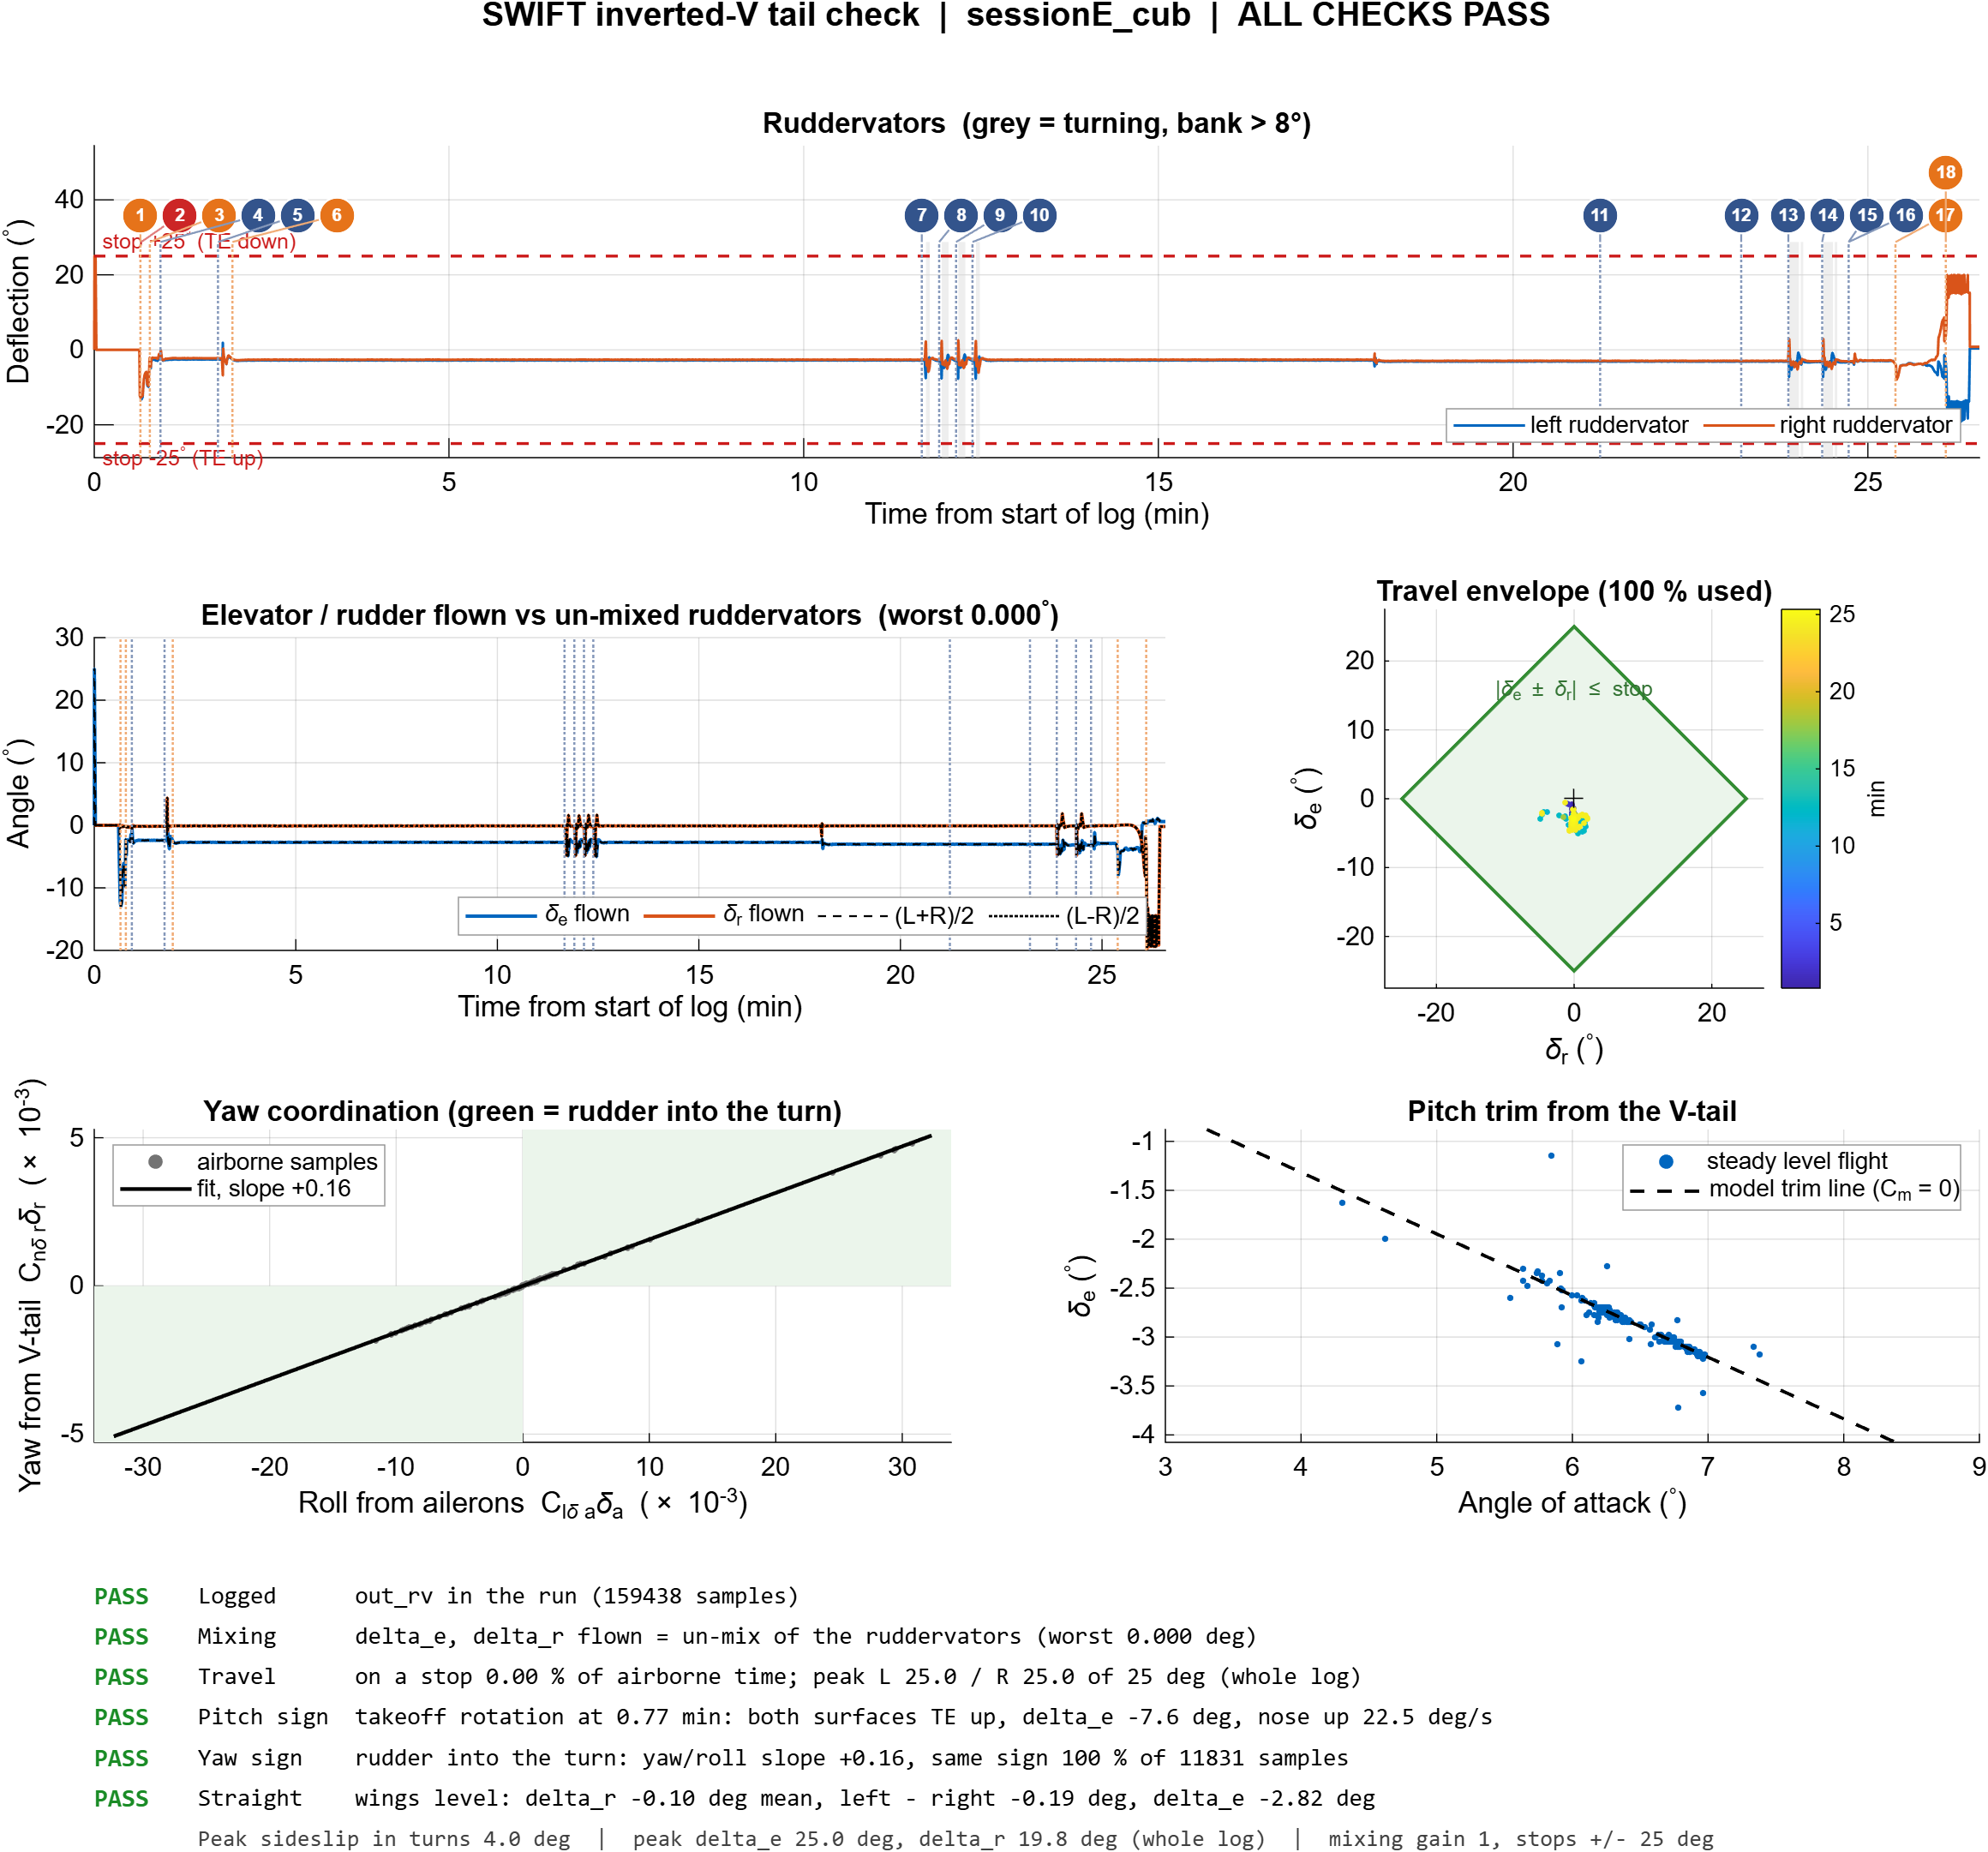 SWIFT inverted-V tail check | sessionE_cub | ALL CHECKS PASS
Ruddervators (grey = turning, bank > 8°)
Deflection (°)
40
20
0
-20
1
2
3
4
5
6
7
8
9
10
11
12
13
14
15
16
17
18
stop +25° (TE down)
stop -25° (TE up)
left ruddervator
right ruddervator
0
5
10
15
20
25
Time from start of log (min)
Elevator / rudder flown vs un-mixed ruddervators (worst 0.000°)
Angle (°)
30
20
10
0
-10
-20
δe flown
δr flown
(L+R)/2
(L-R)/2
0
5
10
15
20
25
Time from start of log (min)
Travel envelope (100 % used)
δe (°)
20
10
0
-10
-20
|δe ± δr| ≤ stop
-20
0
20
δr (°)
25
20
15
10
5
min
Yaw coordination (green = rudder into the turn)
Yaw from V-tail Cnδrδr ( × 10-3)
5
0
-5
airborne samples
fit, slope +0.16
-30
-20
-10
0
10
20
30
Roll from ailerons Clδaδa ( × 10-3)
Pitch trim from the V-tail
δe (°)
-1
-1.5
-2
-2.5
-3
-3.5
-4
steady level flight
model trim line (Cm = 0)
3
4
5
6
7
8
9
Angle of attack (°)
PASS Logged out_rv in the run (159438 samples)
PASS Mixing delta_e, delta_r flown = un-mix of the ruddervators (worst 0.000 deg)
PASS Travel on a stop 0.00 % of airborne time; peak L 25.0 / R 25.0 of 25 deg (whole log)
PASS Pitch sign takeoff rotation at 0.77 min: both surfaces TE up, delta_e -7.6 deg, nose up 22.5 deg/s
PASS Yaw sign rudder into the turn: yaw/roll slope +0.16, same sign 100 % of 11831 samples
PASS Straight wings level: delta_r -0.10 deg mean, left - right -0.19 deg, delta_e -2.82 deg
Peak sideslip in turns 4.0 deg | peak delta_e 25.0 deg, delta_r 19.8 deg (whole log) | mixing gain 1, stops +/- 25 deg